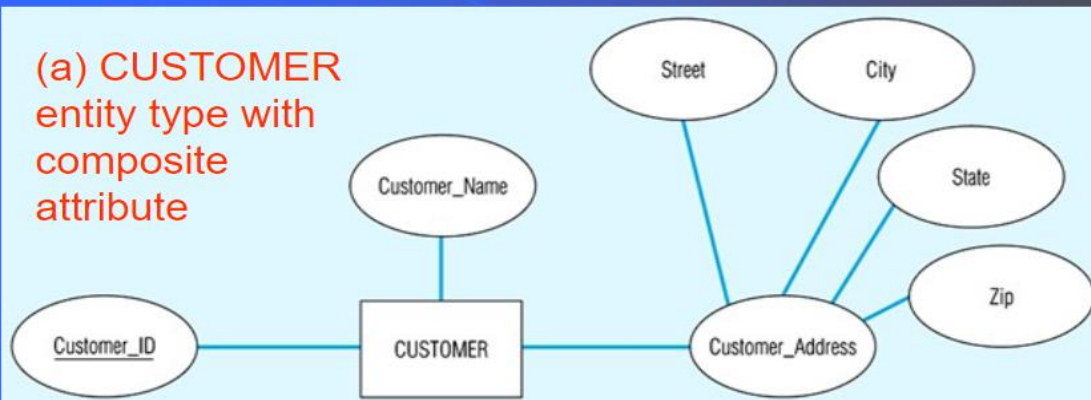 (a) CUSTOMER
entity type with
composite
attribute
Street
City
Customer_Name
State
Zip
Customer_ID
CUSTOMER
Customer_Address